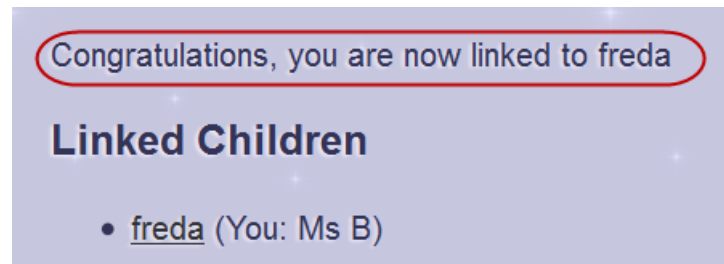 Congratulations, you are now linked to freda
Linked Children
• freda (You: Ms B)